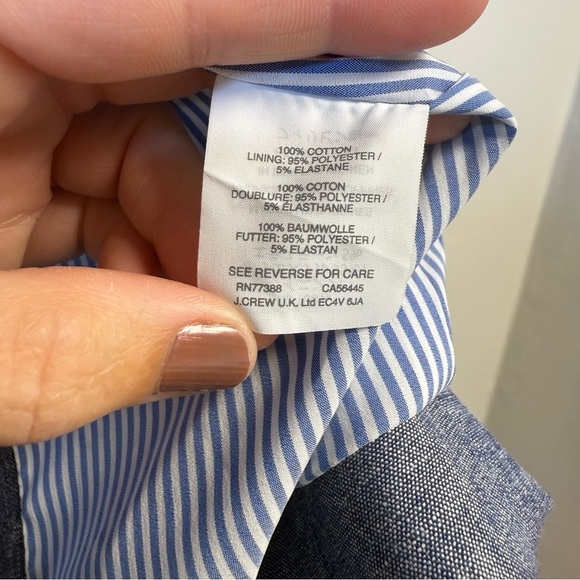 100% COTTON
LINING: 95% POLYESTER /
5% ELASTANE
100% COTON
DOUBLURE: 95% POLYESTER /
5% ÉLASTHANNE
100% BAUMWOLLE
FUTTER: 95% POLYESTER /
5% ELASTAN
SEE REVERSE FOR CARE
RN77388 CA56445
J.CREW U.K. Ltd EC4V 6JA